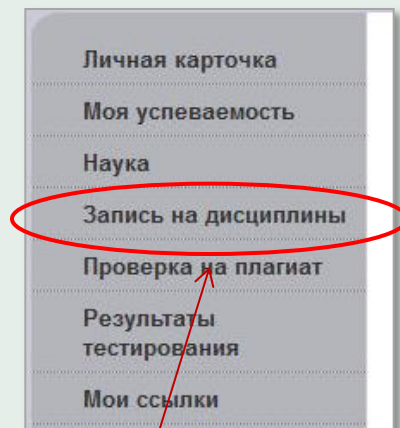 Личная карточка
Моя успеваемость
Наука
Запись на дисциплины
Проверка на плагиат
Результаты
тестирования
Мои ссылки